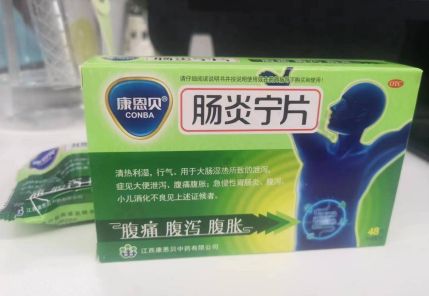 请仔细阅读说明书并按说明使用或在药师指导下购买和使用!
OTC
康恩贝
CONBA
肠炎宁片
清热利湿,行气。用于大肠湿热所致的泄泻,
症见大便泄泻、腹痛腹胀;急慢性胃肠炎、腹泻、
小儿消化不良见上述证候者。
腹痛 腹泻 腹胀
48
江西康恩贝中药有限公司